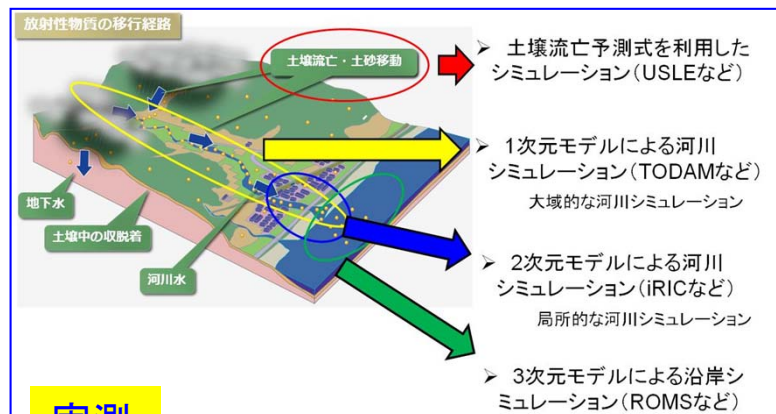 放射性物質の移行経路
土壌流亡・土砂移動
地下水
土壌中の収脱着
河川水
➢ 土壌流亡予測式を利用した
シミュレーション(USLEなど)
➢ 1次元モデルによる河川
シミュレーション(TODAMなど)
大域的な河川シミュレーション
➢ 2次元モデルによる河川
シミュレーション(iRICなど)
局所的な河川シミュレーション
➢ 3次元モデルによる沿岸シ
ミュレーション(ROMSなど)
実測